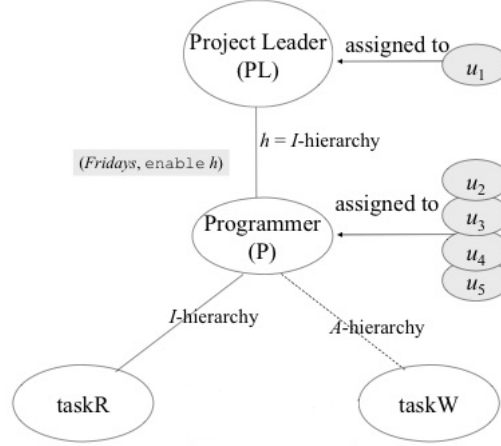 Project Leader
(PL)
assigned to
u1
h = I-hierarchy
(Fridays, enable h)
Programmer
(P)
assigned to
u2
u3
u4
u5
I-hierarchy
A-hierarchy
taskR
taskW